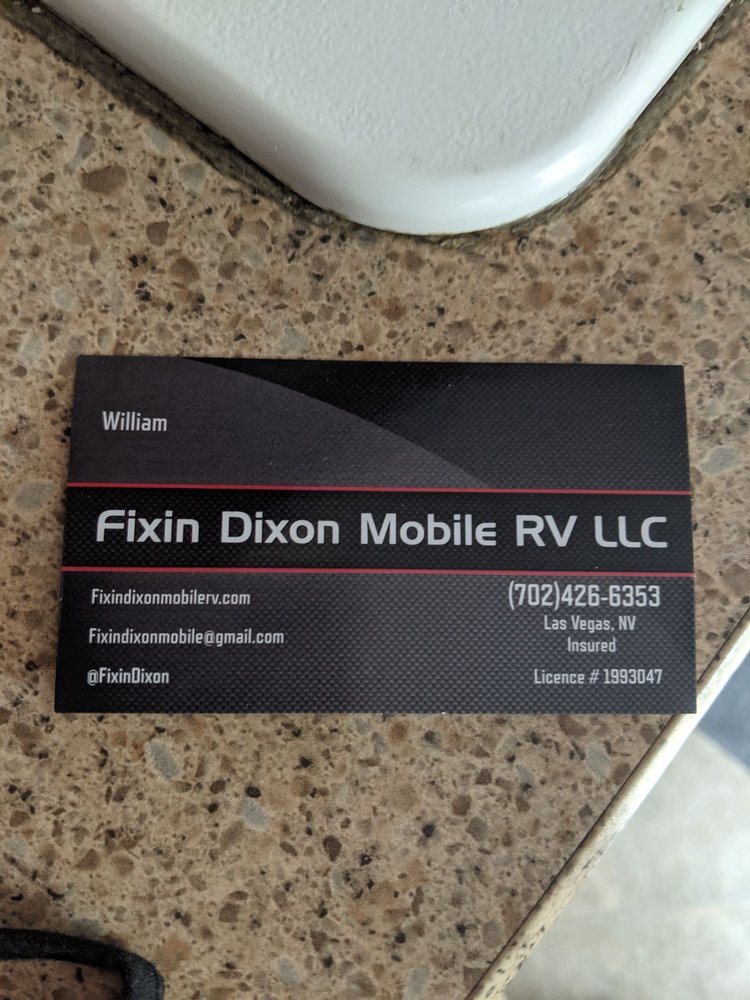 William
Fixin Dixon Mobile RV LLC
Fixindixonmobilerv.com
Fixindixonmobile@gmail.com
@FixinDixon
(702)426-6353
Las Vegas, NV
Insured
Licence # 1993047